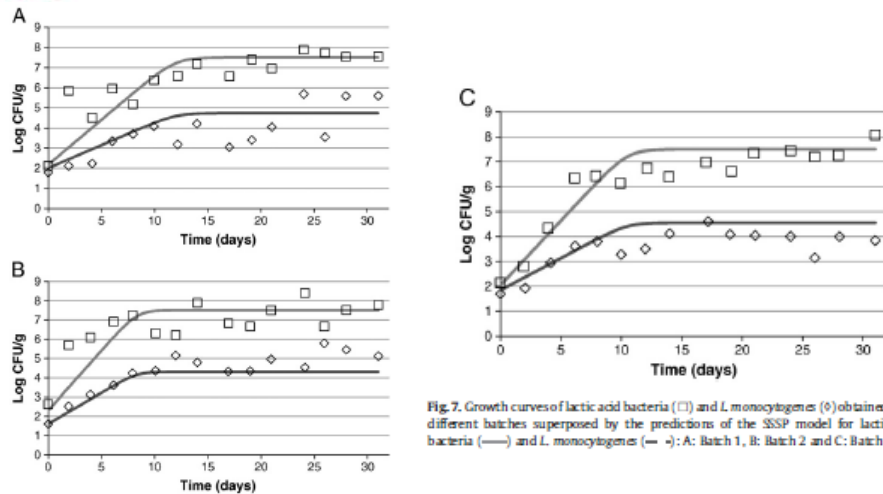 A
9
8
7
6
5
4
3
2
1
0
Log CFU/g
0 5 10 15 20 25 30
Time (days)
B
9
8
7
6
5
4
3
2
1
0
Log CFU/g
0 5 10 15 20 25 30
Time (days)
C
9
8
7
6
5
4
3
2
1
0
Log CFU/g
0 5 10 15 20 25 30
Time (days)
Fig. 7. Growth curves of lactic acid bacteria (□) and L. monocytogenes (◊) obtaine
different batches superposed by the predictions of the SSSP model for lacti
bacteria (——) and L. monocytogenes (– –): A: Batch 1, B: Batch 2 and C: Batch